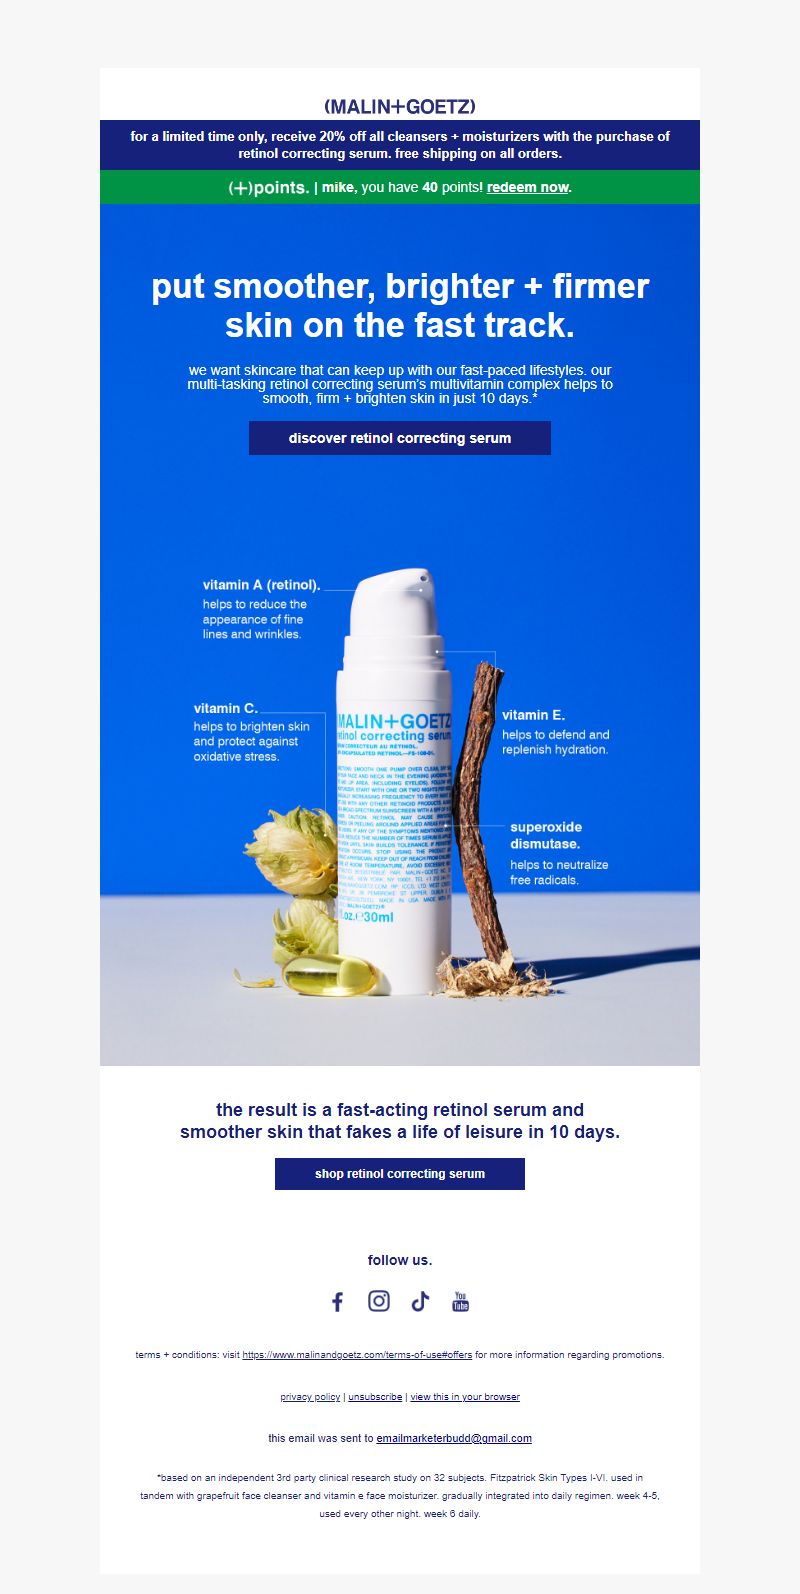 (MALIN+GOETZ)
for a limited time only, receive 20% off all cleansers + moisturizers with the purchase of
retinol correcting serum. free shipping on all orders.
(+)points. | mike, you have 40 points! redeem now.
put smoother, brighter + firmer
skin on the fast track.
we want skincare that can keep up with our fast-paced lifestyles. our
multi-tasking retinol correcting serum's multivitamin complex helps to
smooth, firm + brighten skin in just 10 days.*
discover retinol correcting serum
vitamin A (retinol).
helps to reduce the
appearance of fine
lines and wrinkles.
vitamin C.
helps to brighten skin
and protect against
oxidative stress.
MALIN+GOETZ
retinol correcting serum.
vitamin E.
helps to defend and
replenish hydration.
superoxide
dismutase.
helps to neutralize
free radicals.
oz.℮30ml
the result is a fast-acting retinol serum and
smoother skin that fakes a life of leisure in 10 days.
shop retinol correcting serum
follow us.
You
Tube
terms + conditions: visit https://www.malinandgoetz.com/terms-of-use#offers for more information regarding promotions.
privacy policy | unsubscribe | view this in your browser
this email was sent to emailmarketerbudd@gmail.com
*based on an independent 3rd party clinical research study on 32 subjects. Fitzpatrick Skin Types I-VI. used in
tandem with grapefruit face cleanser and vitamin e face moisturizer. gradually integrated into daily regimen. week 4-5,
used every other night. week 6 daily.